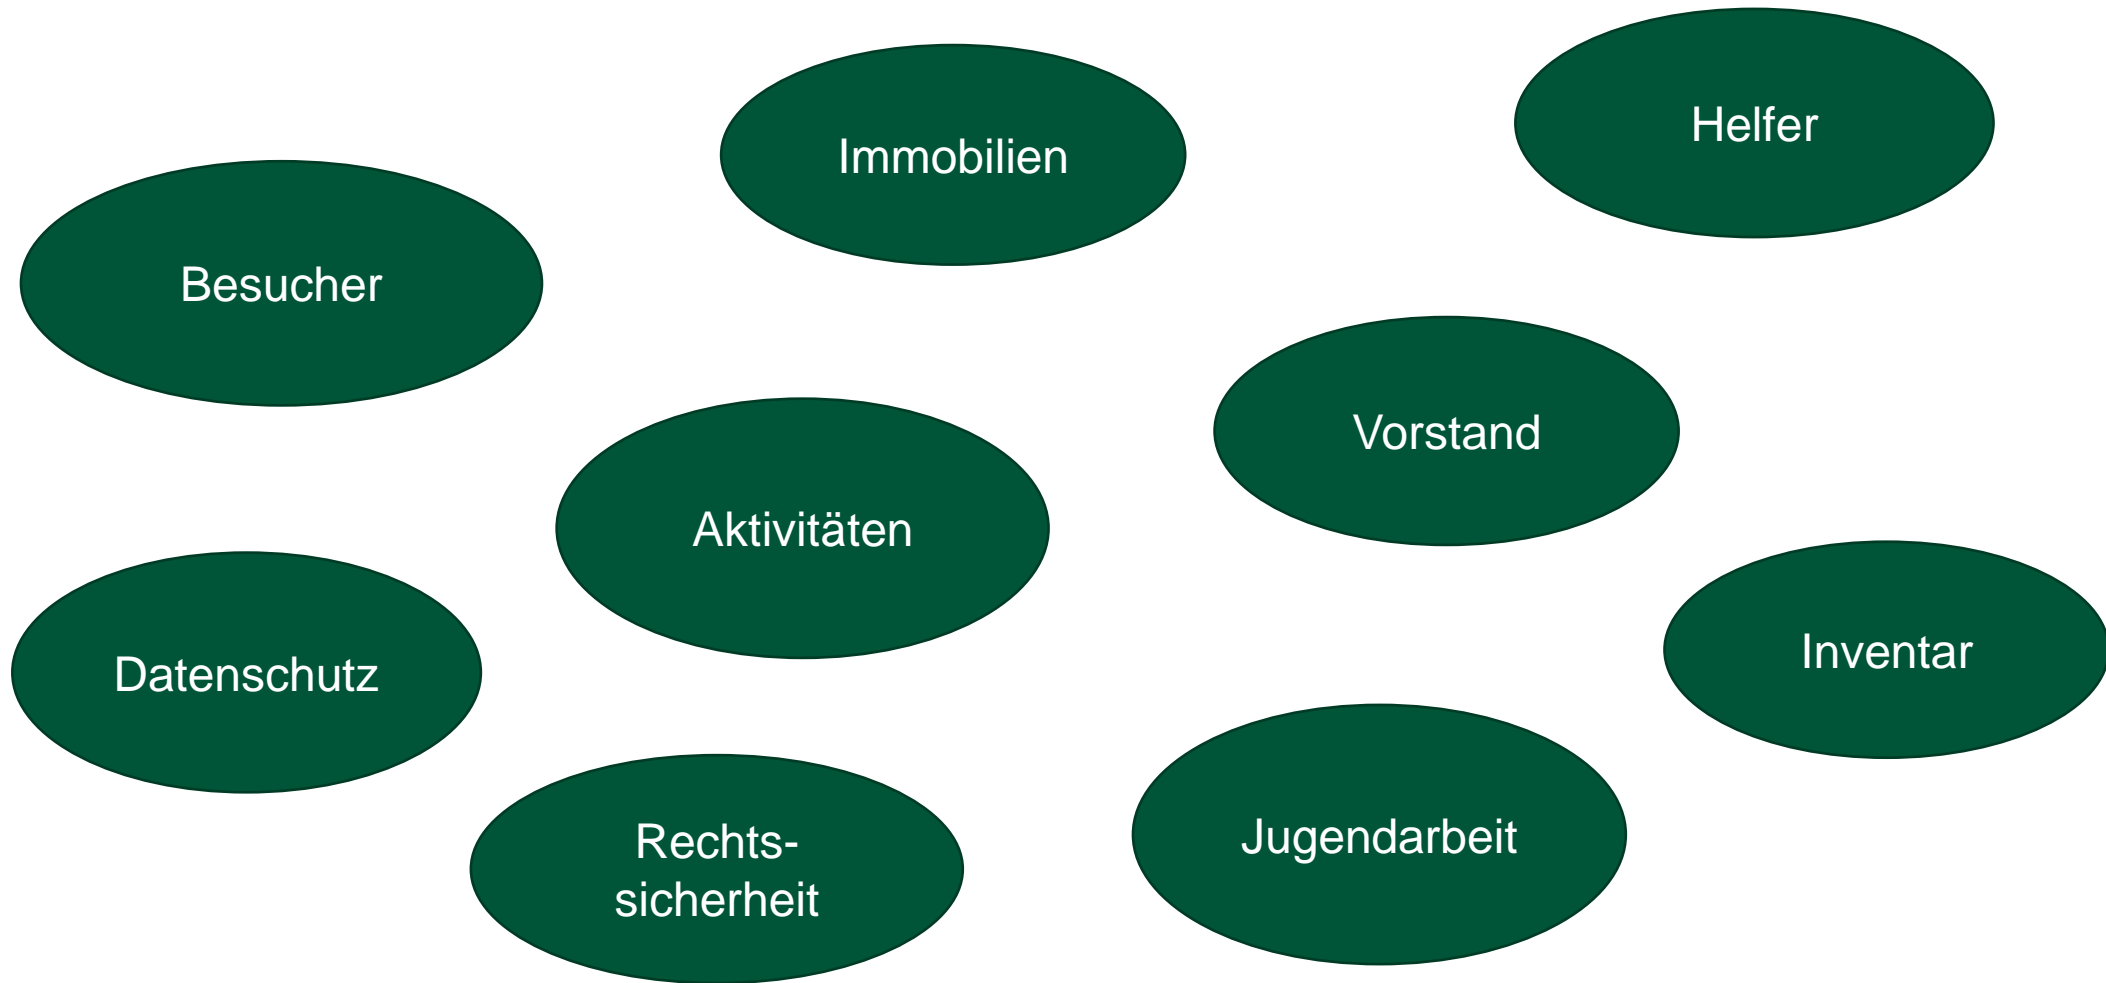 Helfer
Immobilien
Besucher
Vorstand
Aktivitäten
Inventar
Datenschutz
Jugendarbeit
Rechts-
sicherheit